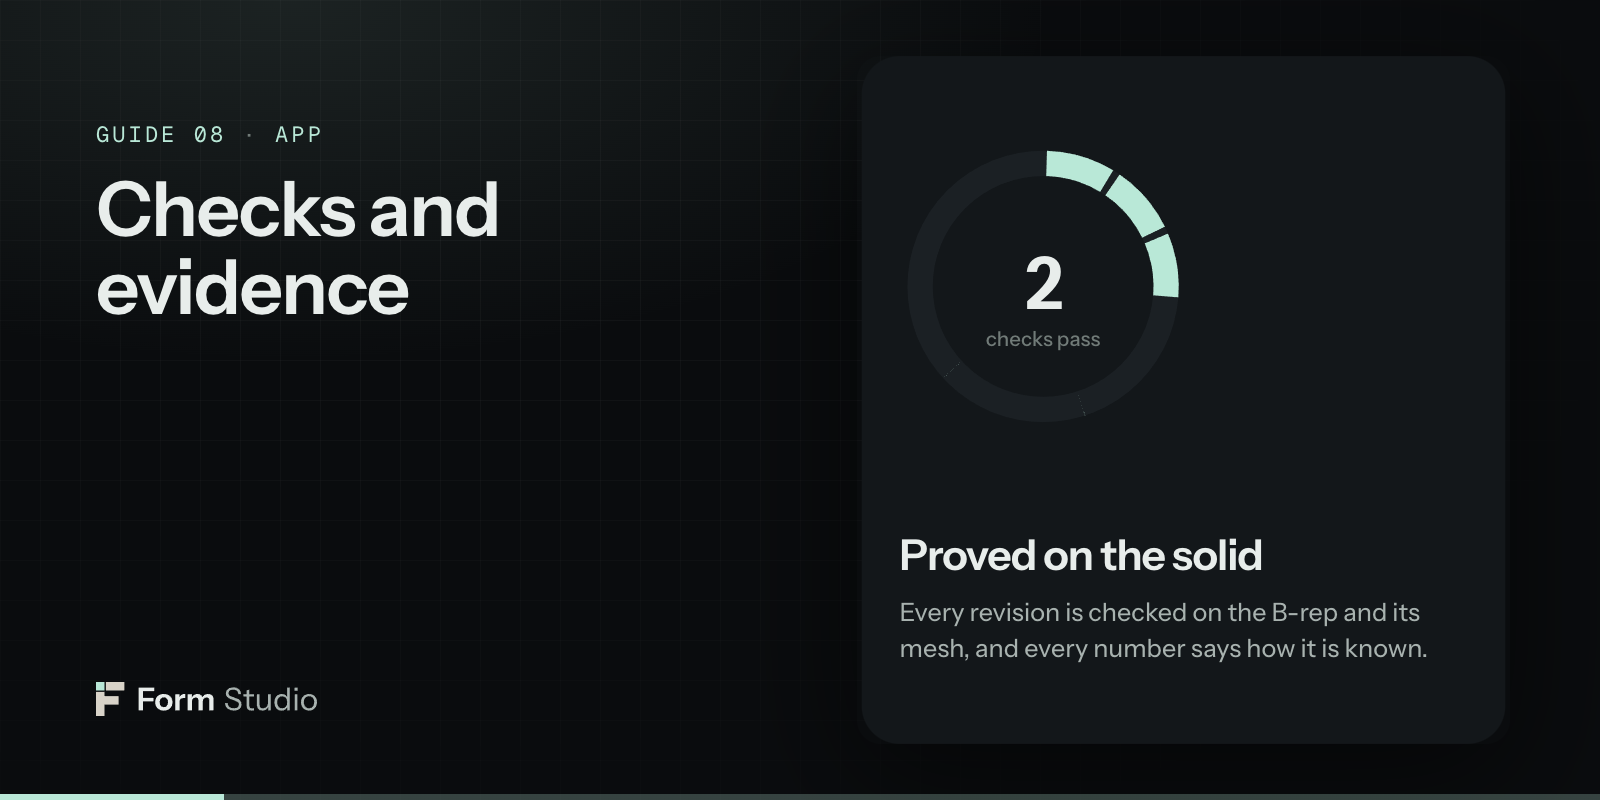 GUIDE 08 · APP
Checks and
evidence
2
checks pass
Proved on the solid
Every revision is checked on the B-rep and its
mesh, and every number says how it is known.
Form Studio